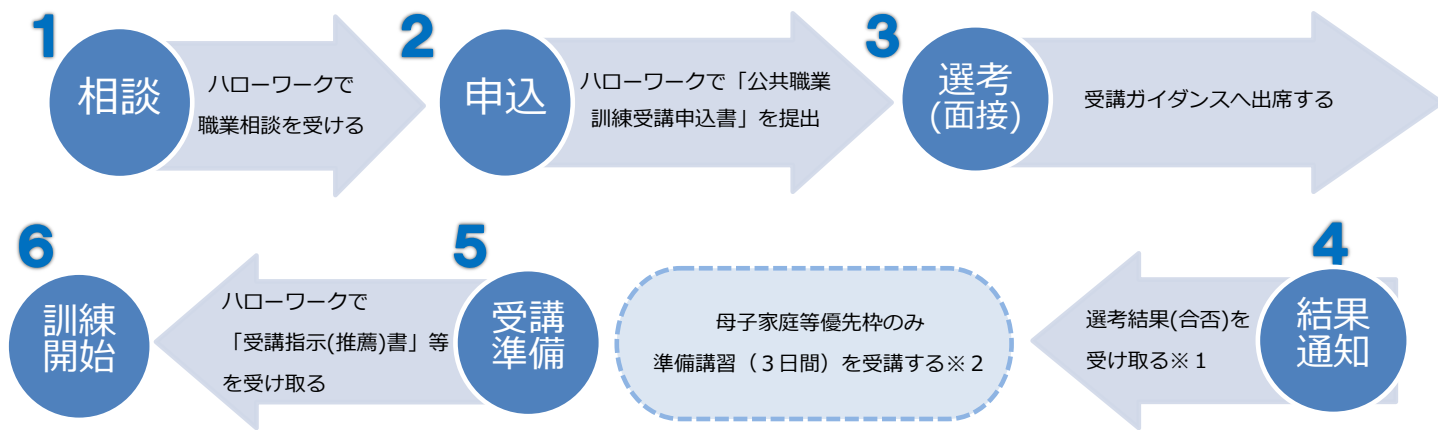 1
相談
ハローワークで
職業相談を受ける
2
申込
ハローワークで「公共職業
訓練受講申込書」を提出
3
選考
(面接)
受講ガイダンスへ出席する
4
結果
通知
選考結果(合否)を
受け取る※１
母子家庭等優先枠のみ
準備講習（３日間）を受講する※２
5
受講
準備
ハローワークで
「受講指示(推薦)書」等
を受け取る
6
訓練
開始